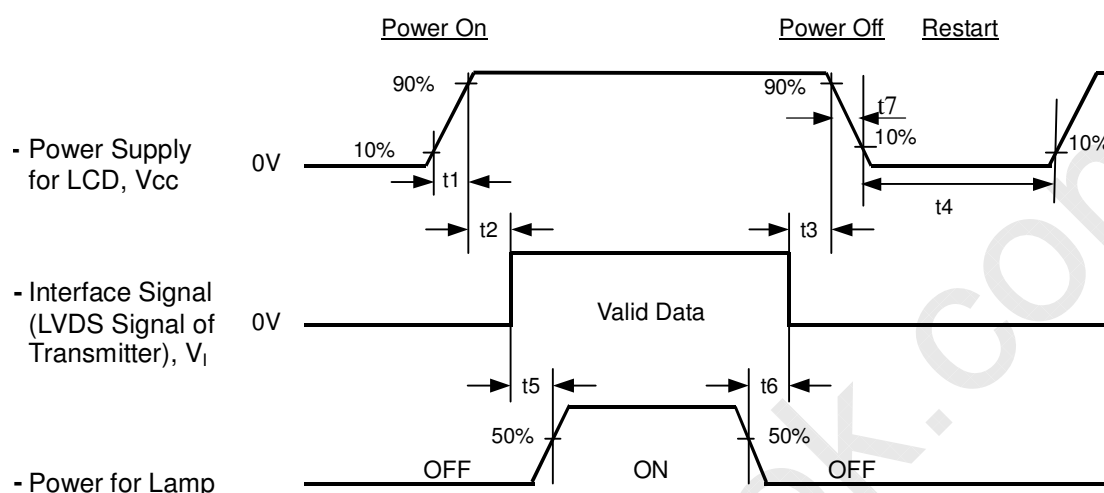 Power On Power Off Restart
90% 90% t7
- Power Supply for LCD, Vcc
0V 10% 10% 10%
t1 t4
t2 t3
- Interface Signal (LVDS Signal of Transmitter), VI
0V Valid Data
t5 t6
50% 50%
OFF ON OFF
- Power for Lamp